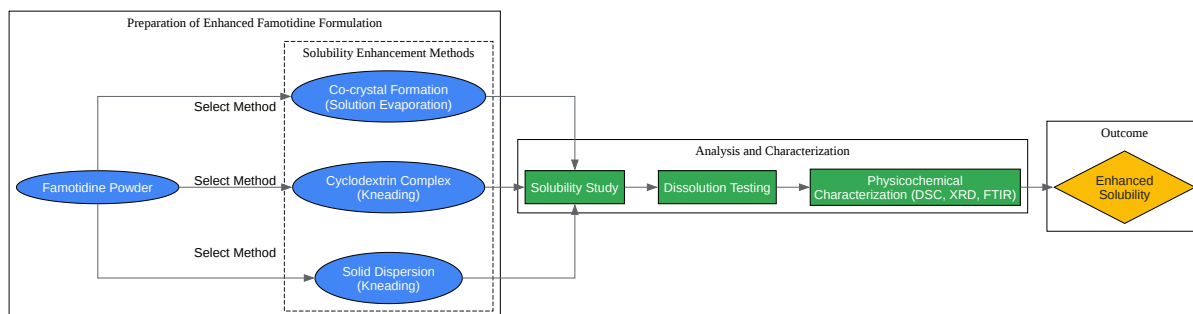 Preparation of Enhanced Famotidine Formulation
Solubility Enhancement Methods
Co-crystal Formation
(Solution Evaporation)
Select Method
Famotidine Powder
Select Method
Cyclodextrin Complex
(Kneading)
Select Method
Solid Dispersion
(Kneading)
Analysis and Characterization
Solubility Study
Dissolution Testing
Physicochemical
Characterization (DSC, XRD, FTIR)
Outcome
Enhanced
Solubility